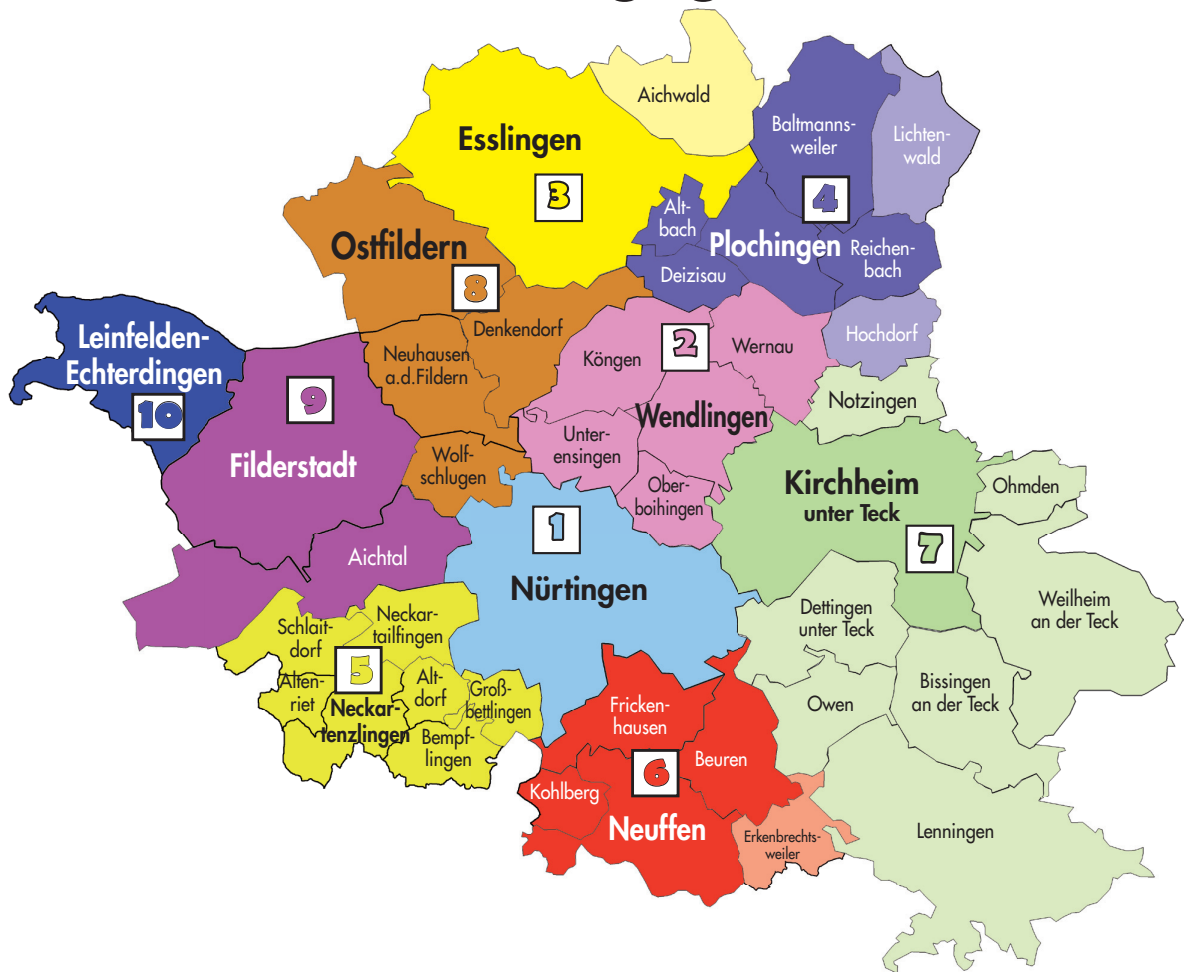 Aichwald
Esslingen
3
Baltmanns-
weiler
Lichten-
wald
4
Alt-
bach
Plochingen
Reichen-
bach
Deizisau
Ostfildern
8
Denkendorf
Neuhausen
a.d.Fildern
Hochdorf
2
Köngen
Wernau
Wendlingen
Unter-
ensingen
Ober-
boihingen
Leinfelden-
Echterdingen
10
9
Filderstadt
Wolf-
schlugen
Aichtal
Notzingen
Kirchheim
unter Teck
7
Ohmden
Weilheim
an der Teck
1
Nürtingen
Dettingen
unter Teck
Bissingen
an der Teck
Owen
Lenningen
Schlait-
dorf
Neckar-
tailfingen
5
Alten-
riet
Neckar-
tenzlingen
Alt-
dorf
Groß-
bettlingen
Bempf-
lingen
Fricken-
hausen
Beuren
6
Kohlberg
Neuffen
Erkenbrechts-
weiler